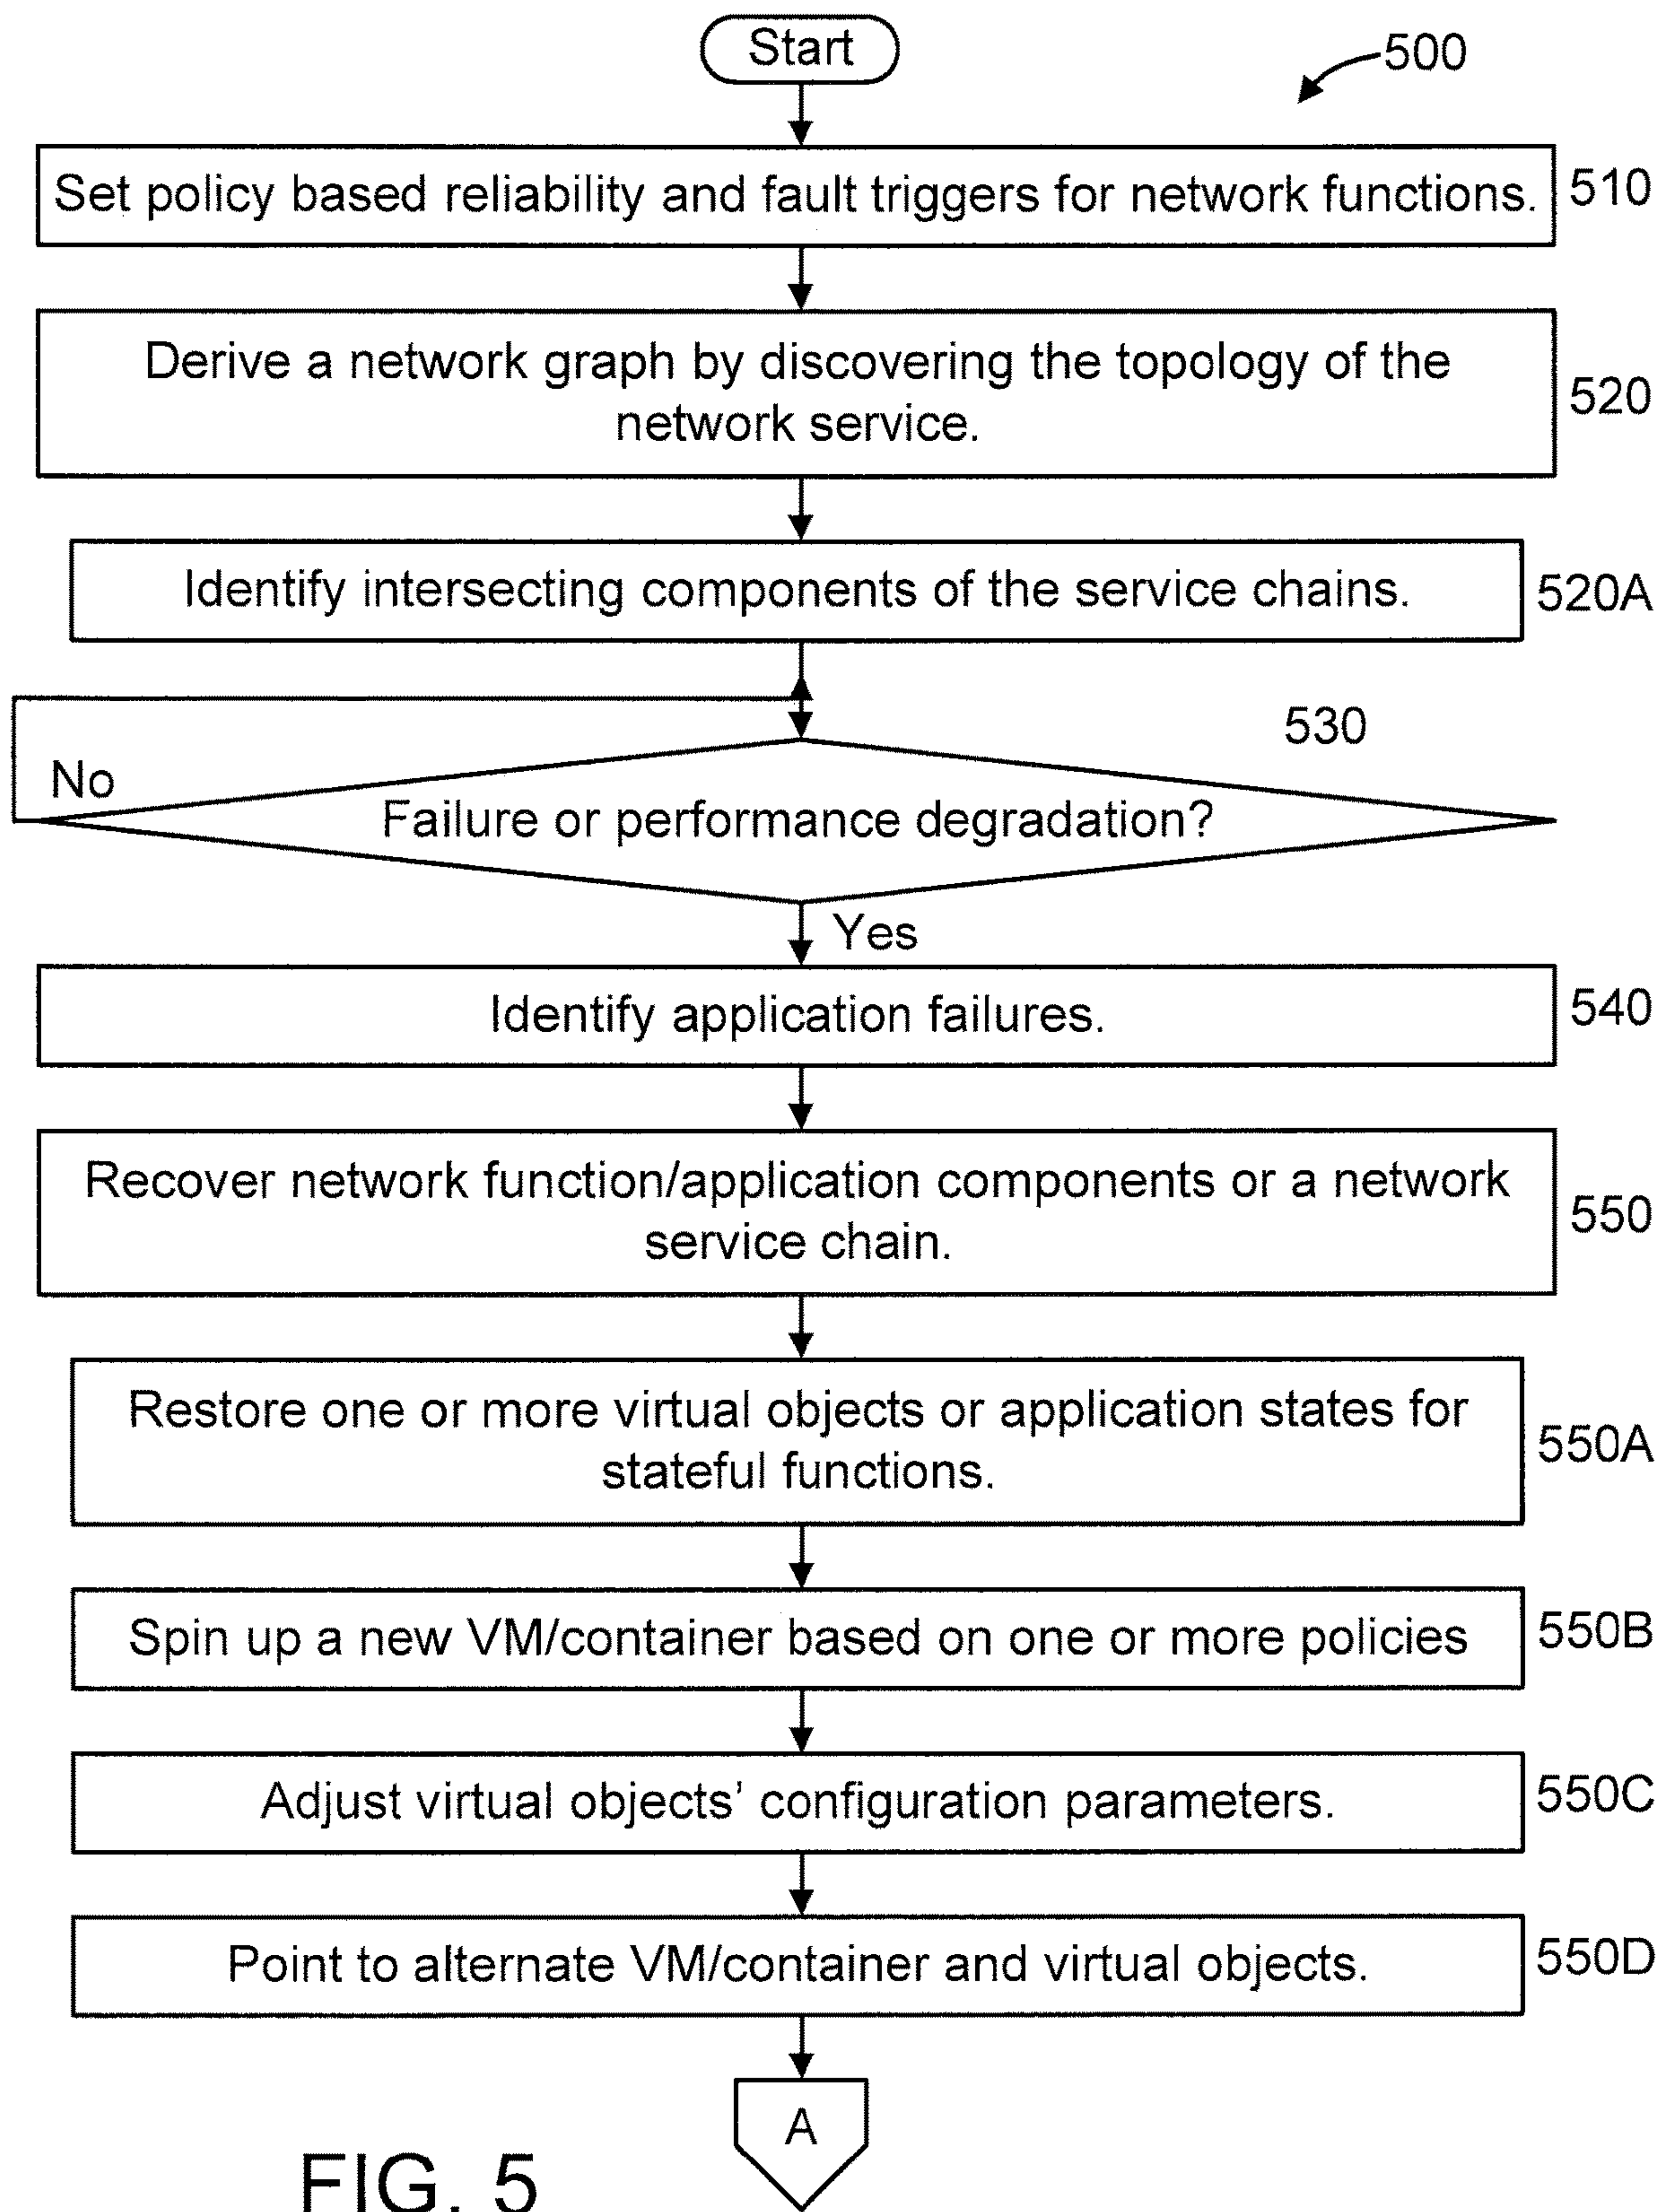 Start
500
Set policy based reliability and fault triggers for network functions.
510
Derive a network graph by discovering the topology of the
network service.
520
Identify intersecting components of the service chains.
520A
530
No
Failure or performance degradation?
Yes
Identify application failures.
540
Recover network function/application components or a network
service chain.
550
Restore one or more virtual objects or application states for
stateful functions.
550A
Spin up a new VM/container based on one or more policies
550B
Adjust virtual objects’ configuration parameters.
550C
Point to alternate VM/container and virtual objects.
550D
A
FIG. 5